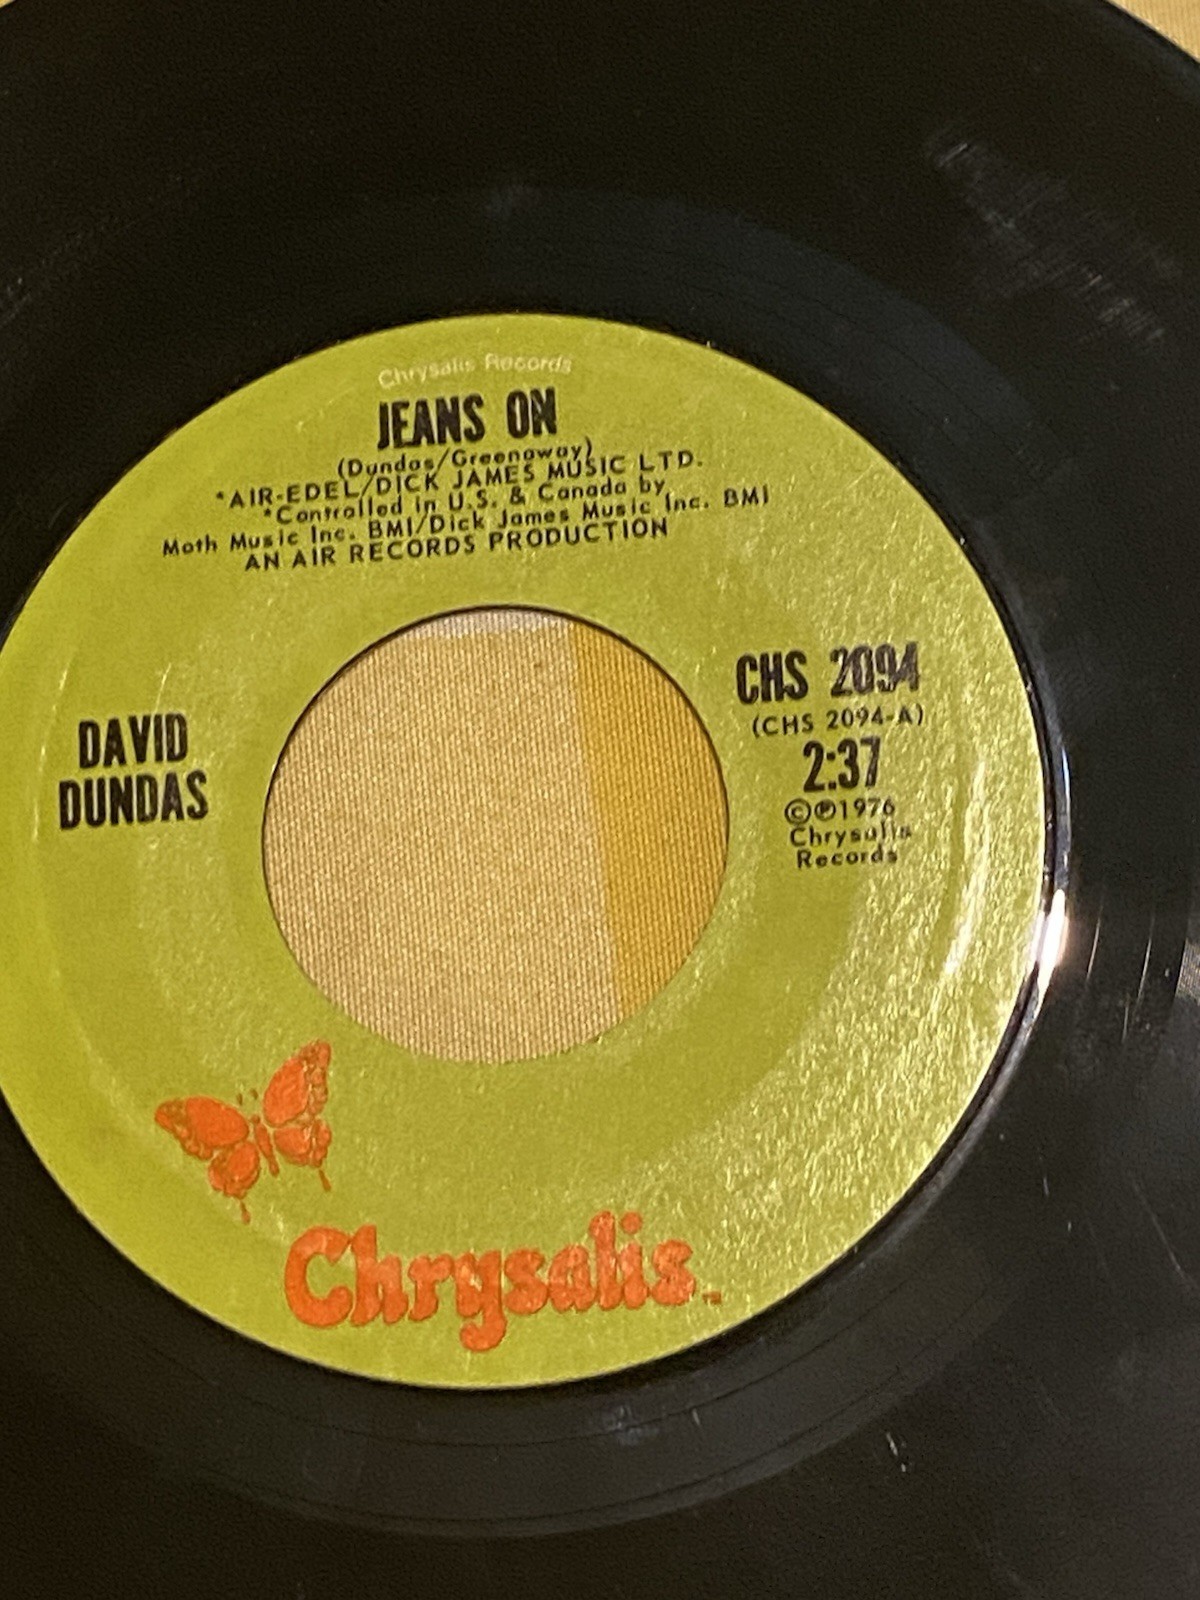 Chrysalis Records
JEANS ON
(Dundas/Greenaway)
*AIR-EDEL/DICK JAMES MUSIC LTD.
*Controlled in U.S. & Canada by
Moth Music Inc. BMI/Dick James Music Inc. BMI
AN AIR RECORDS PRODUCTION
DAVID
DUNDAS
CHS 2094
(CHS 2094-A)
2:37
©℗1976
Chrysalis
Records
Chrysalis™